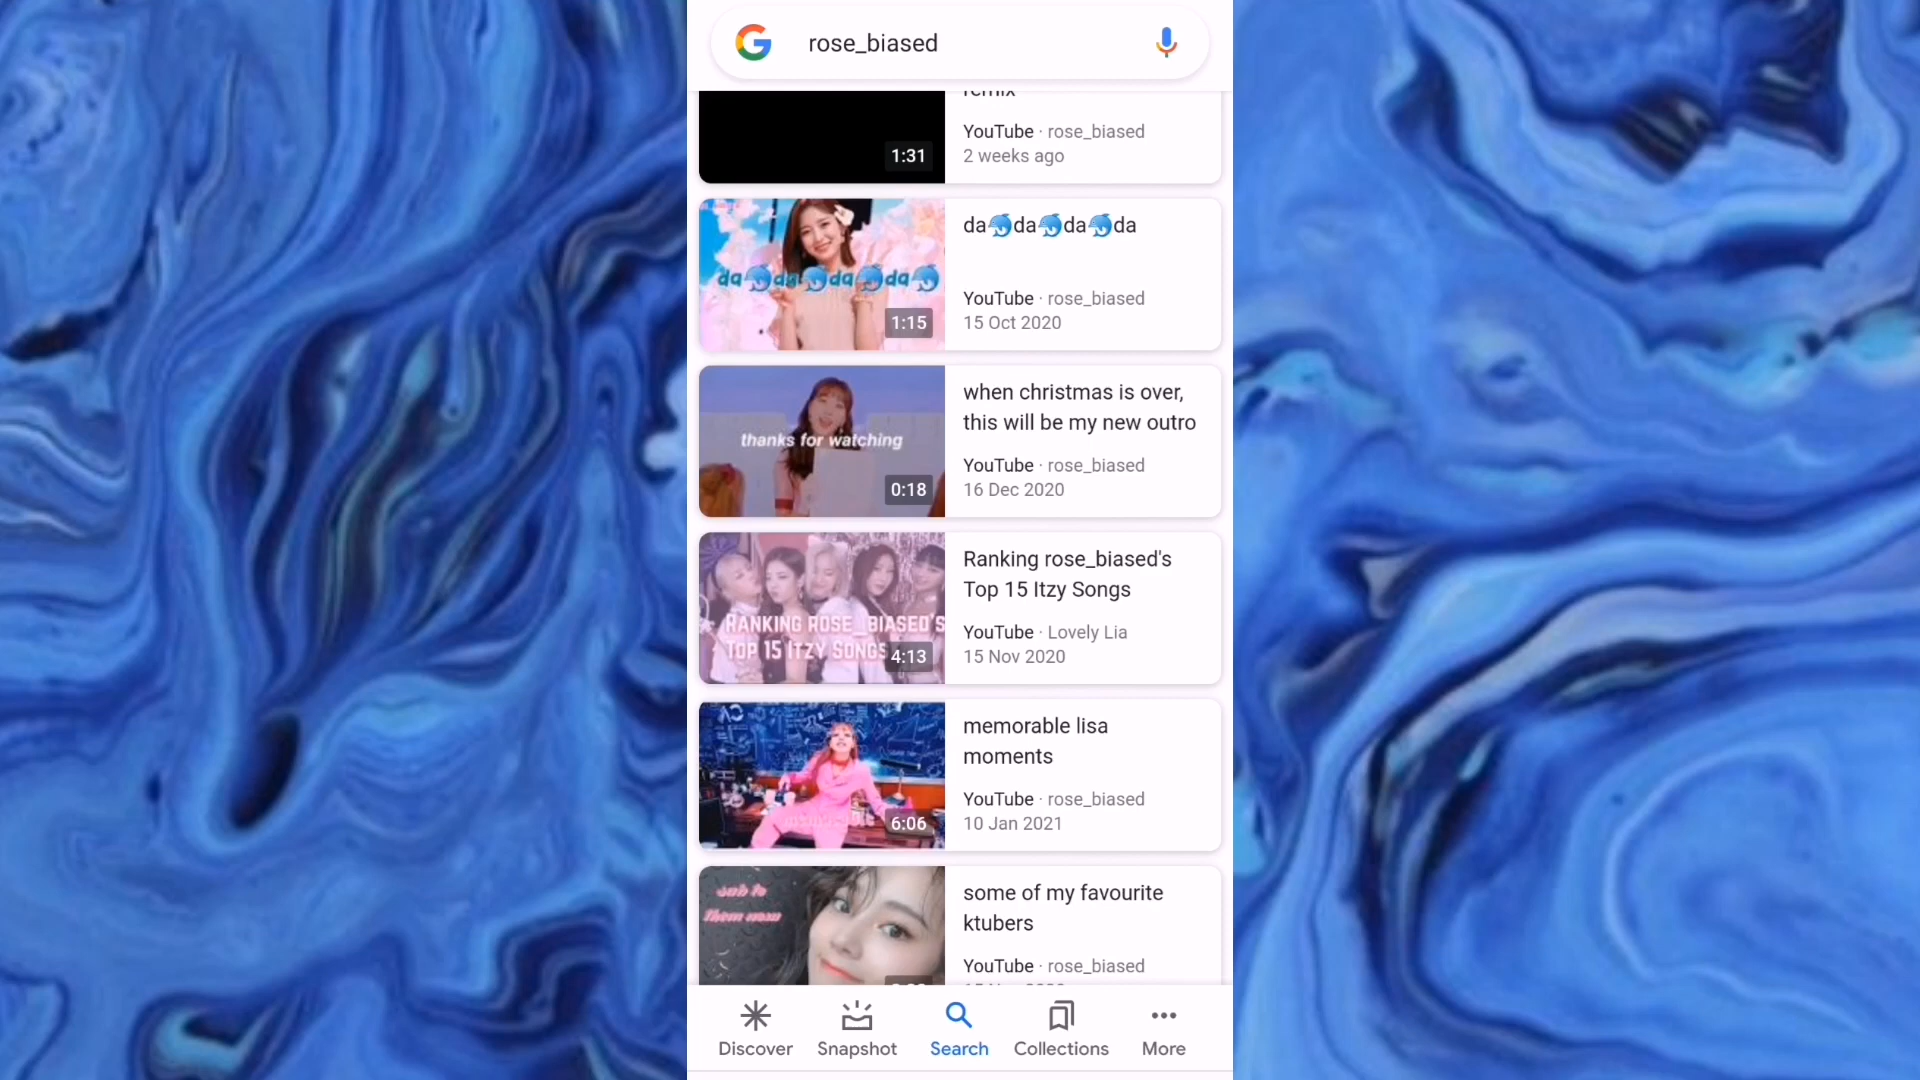 rose_biased
remix
YouTube · rose_biased
2 weeks ago
1:31
da🐬da🐬da🐬da
da🐬da🐬da🐬da🐬
YouTube · rose_biased
15 Oct 2020
1:15
when christmas is over,
this will be my new outro
thanks for watching
YouTube · rose_biased
16 Dec 2020
0:18
Ranking rose_biased's
Top 15 Itzy Songs
RANKING ROSE_BIASED'S
TOP 15 ITZY SONGS
YouTube · Lovely Lia
15 Nov 2020
4:13
memorable lisa
moments
YouTube · rose_biased
10 Jan 2021
6:06
some of my favourite
ktubers
sub to
them now
YouTube · rose_biased
Discover
Snapshot
Search
Collections
More